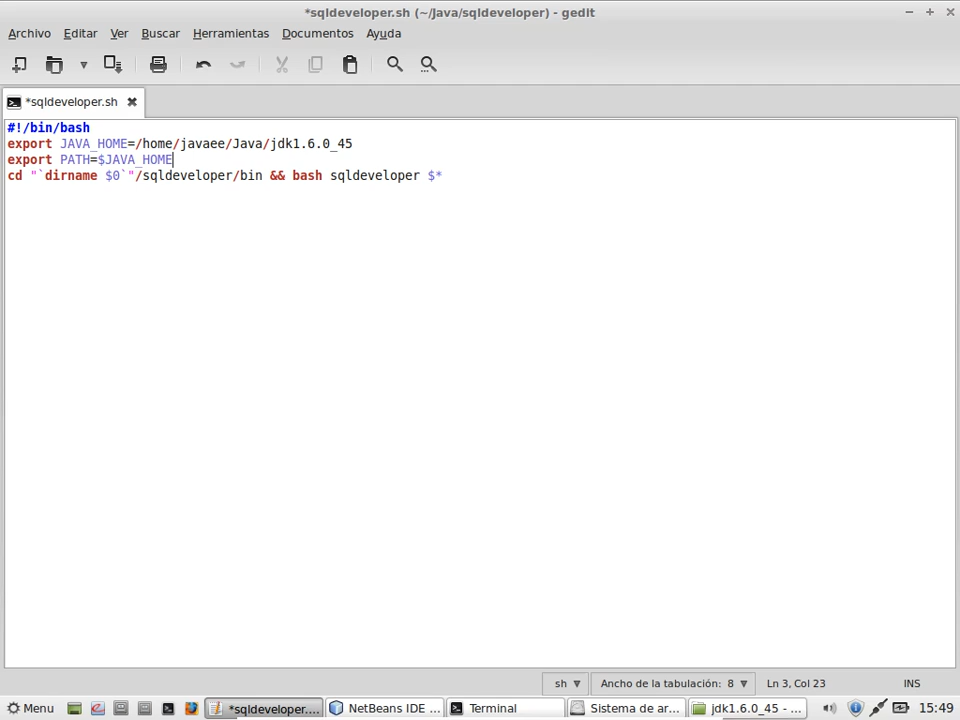 *sqldeveloper.sh (~/Java/sqldeveloper) - gedit
Archivo Editar Ver Buscar Herramientas Documentos Ayuda
*sqldeveloper.sh
#!/bin/bash
export JAVA_HOME=/home/javaee/Java/jdk1.6.0_45
export PATH=$JAVA_HOME
cd "`dirname $0`"/sqldeveloper/bin && bash sqldeveloper $*
sh Ancho de la tabulación: 8 Ln 3, Col 23 INS
Menu *sqldeveloper.... NetBeans IDE ... Terminal Sistema de ar... jdk1.6.0_45 - ... 15:49